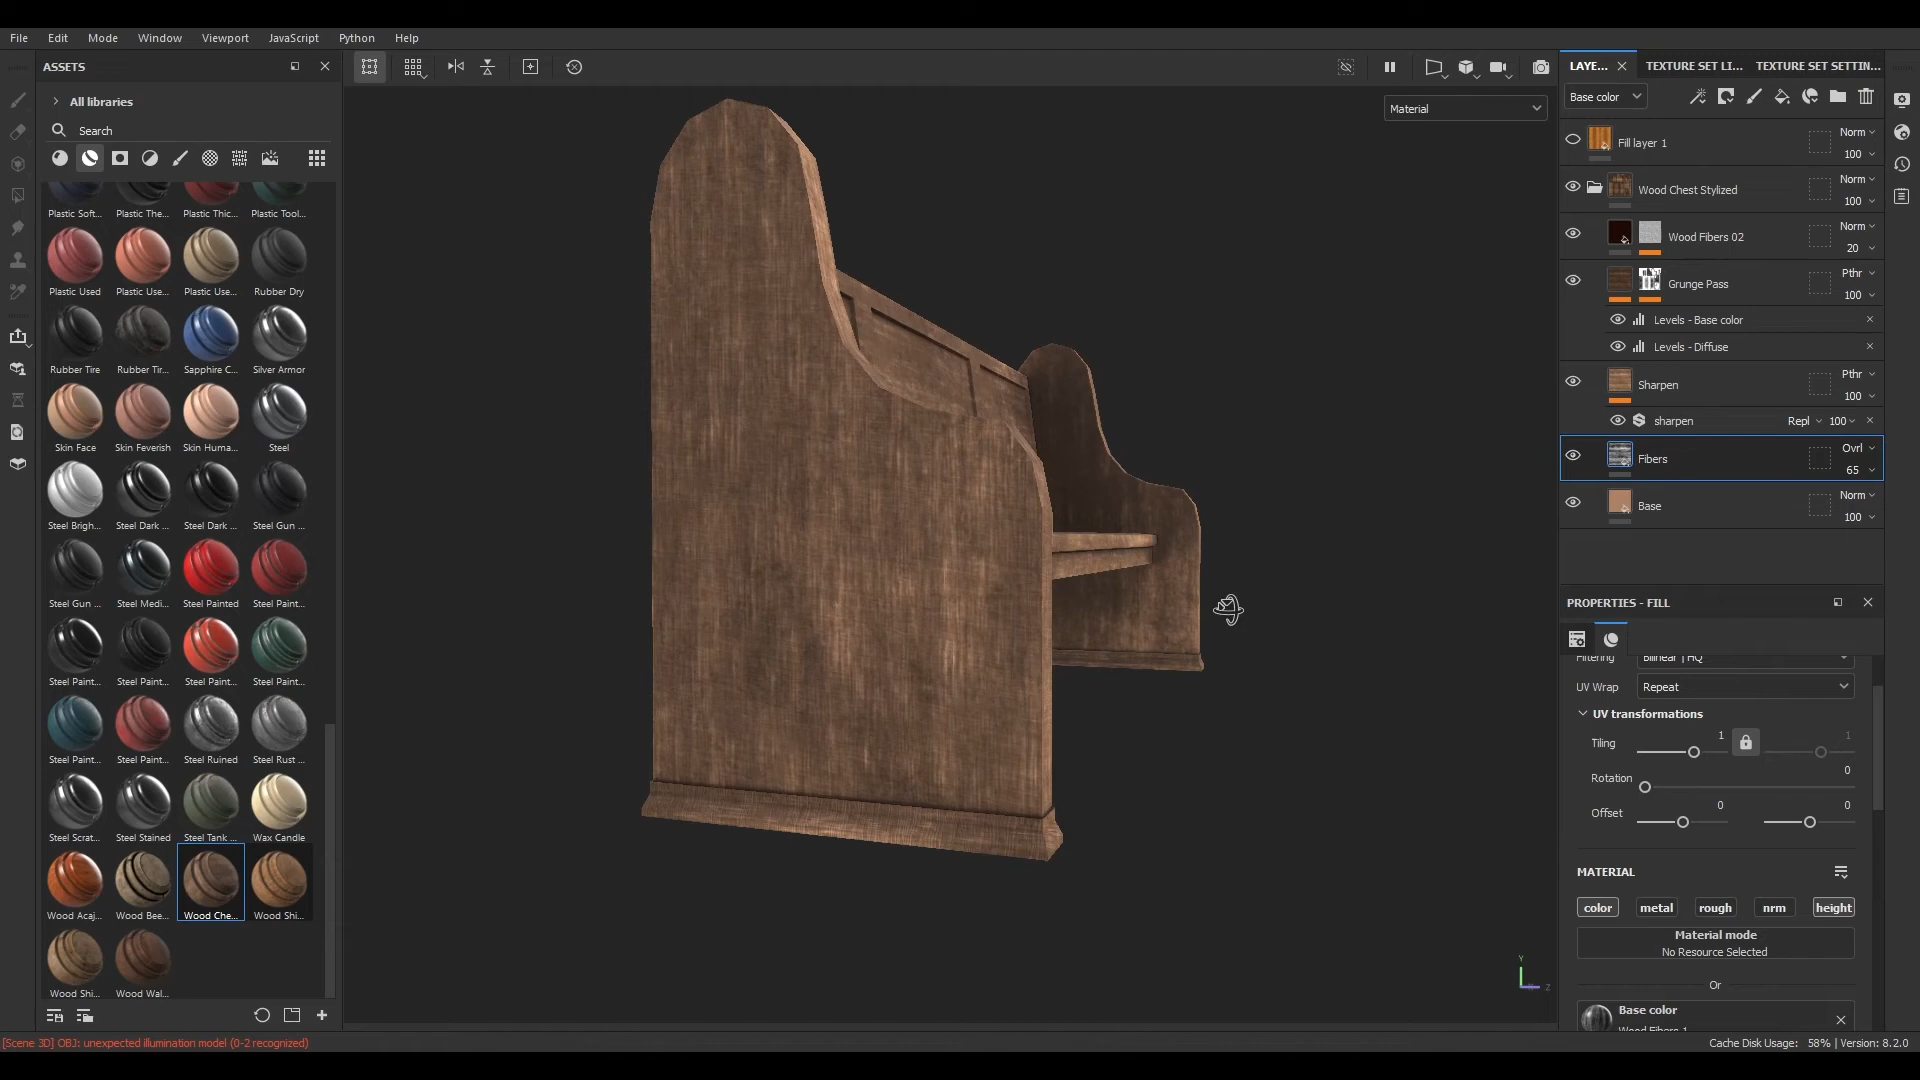 File Edit Mode Window Viewport JavaScript Python Help
ASSETS
All libraries
Search
Plastic Soft... Plastic The... Plastic Thic... Plastic Tool...
Plastic Used Plastic Use... Plastic Use... Rubber Dry
Rubber Tire Rubber Tir... Sapphire C... Silver Armor
Skin Face Skin Feverish Skin Huma... Steel
Steel Brigh... Steel Dark ... Steel Dark ... Steel Gun ...
Steel Gun ... Steel Medi... Steel Painted Steel Paint...
Steel Paint... Steel Paint... Steel Paint... Steel Paint...
Steel Paint... Steel Paint... Steel Ruined Steel Rust ...
Steel Scrat... Steel Stained Steel Tank ... Wax Candle
Wood Acaj... Wood Bee... Wood Che... Wood Shi...
Wood Shi... Wood Wal...
Material
Y
Z
LAYE... TEXTURE SET LI... TEXTURE SET SETTIN...
Base color
Fill layer 1 Norm 100
Wood Chest Stylized Norm 100
Wood Fibers 02 Norm 20
Grunge Pass Pthr 100
Levels - Base color
Levels - Diffuse
Sharpen Pthr 100
sharpen Repl 100
Fibers Ovrl 65
Base Norm 100
PROPERTIES - FILL
Filtering Bilinear | HQ
UV Wrap Repeat
UV transformations
Tiling 1 1
Rotation 0
Offset 0 0
MATERIAL
color metal rough nrm height
Material mode
No Resource Selected
Or
Base color
Wood Fibers 1
[Scene 3D] OBJ: unexpected illumination model (0-2 recognized)
Cache Disk Usage: 58% | Version: 8.2.0